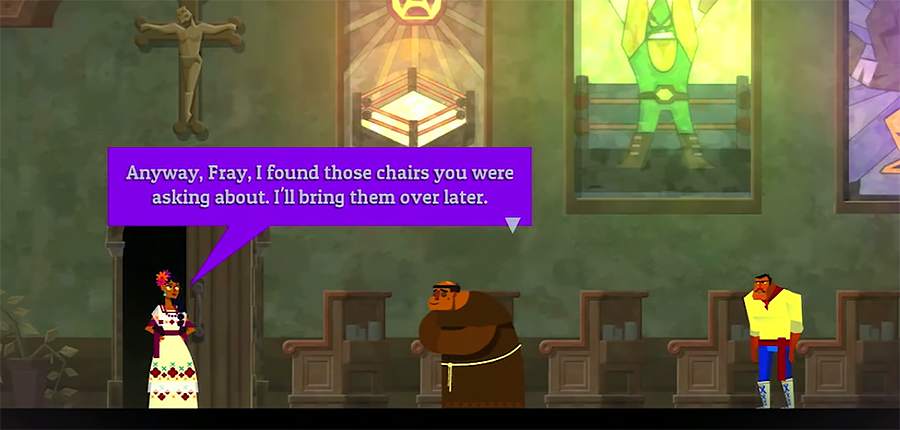 Anyway, Fray, I found those chairs you were
asking about. I'll bring them over later.